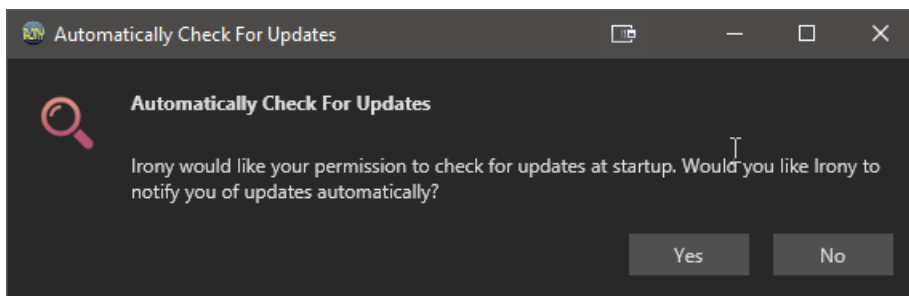 Automatically Check For Updates
Automatically Check For Updates
Irony would like your permission to check for updates at startup. Would you like Irony to
notify you of updates automatically?
Yes No